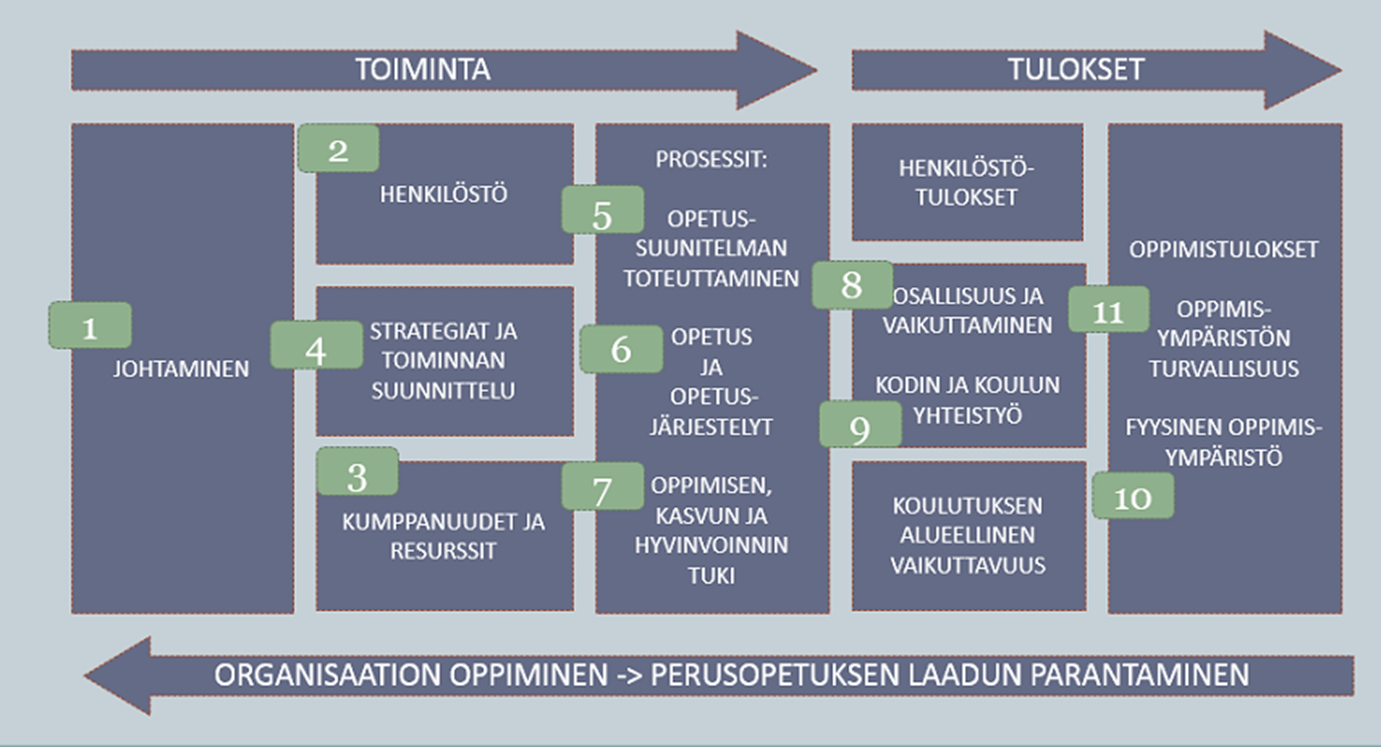 TOIMINTA
TULOKSET
1
JOHTAMINEN
2
HENKILÖSTÖ
4
STRATEGIAT JA
TOIMINNAN
SUUNNITTELU
3
KUMPPANUUDET JA
RESURSSIT
PROSESSIT:
5
OPETUS-
SUUNITELMAN
TOTEUTTAMINEN
6
OPETUS
JA
OPETUS-
JÄRJESTELYT
7
OPPIMISEN,
KASVUN JA
HYVINVOINNIN
TUKI
HENKILÖSTÖ-
TULOKSET
8
OSALLISUUS JA
VAIKUTTAMINEN
KODIN JA KOULUN
YHTEISTYÖ
9
KOULUTUKSEN
ALUEELLINEN
VAIKUTTAVUUS
OPPIMISTULOKSET
11
OPPIMIS-
YMPÄRISTÖN
TURVALLISUUS
FYYSINEN OPPIMIS-
YMPÄRISTÖ
10
ORGANISAATION OPPIMINEN -> PERUSOPETUKSEN LAADUN PARANTAMINEN